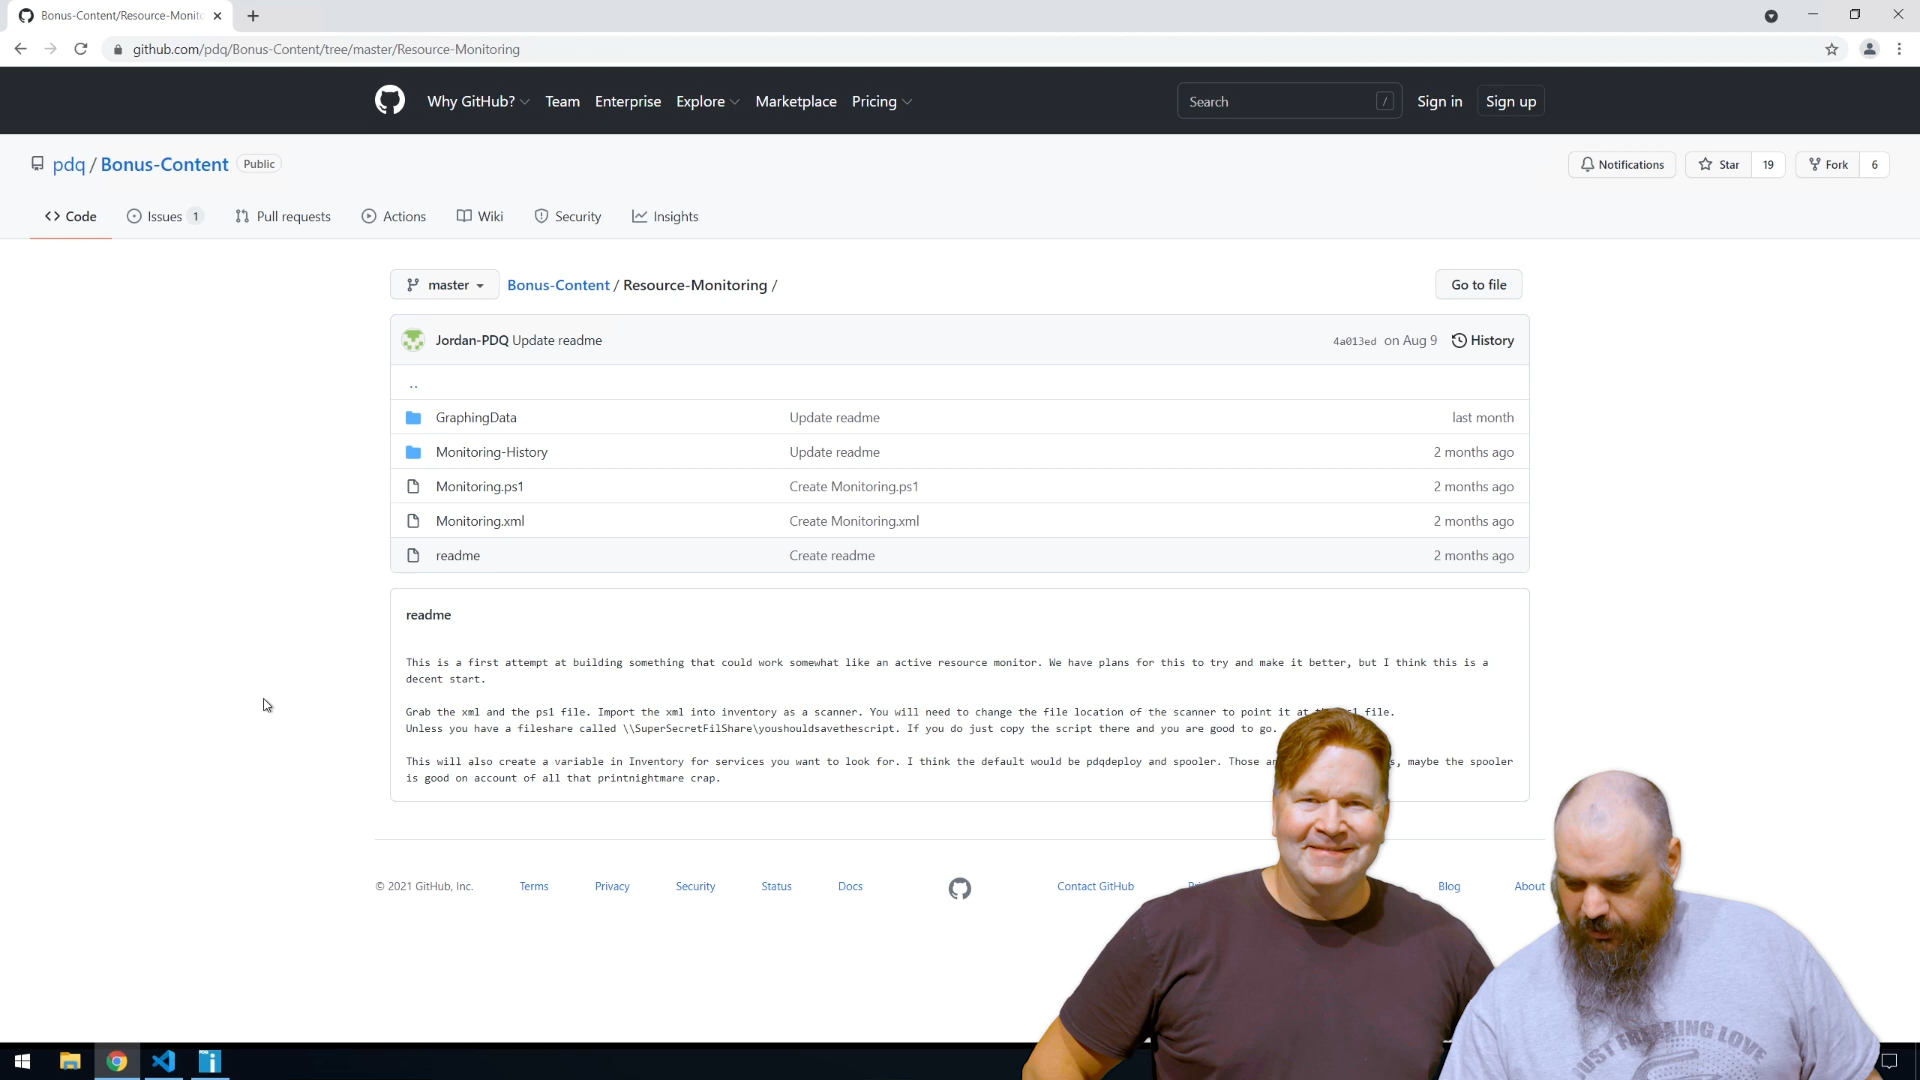 Bonus-Content/Resource-Monito
github.com/pdq/Bonus-Content/tree/master/Resource-Monitoring
Why GitHub? Team Enterprise Explore Marketplace Pricing Search / Sign in Sign up
pdq / Bonus-Content Public Notifications Star 19 Fork 6
Code Issues 1 Pull requests Actions Wiki Security Insights
master Bonus-Content / Resource-Monitoring / Go to file
Jordan-PDQ Update readme 4a013ed on Aug 9 History
..
GraphingData Update readme last month
Monitoring-History Update readme 2 months ago
Monitoring.ps1 Create Monitoring.ps1 2 months ago
Monitoring.xml Create Monitoring.xml 2 months ago
readme Create readme 2 months ago
readme
This is a first attempt at building something that could work somewhat like an active resource monitor. We have plans for this to try and make it better, but I think this is a
decent start.
Grab the xml and the ps1 file. Import the xml into inventory as a scanner. You will need to change the file location of the scanner to point it at file.
Unless you have a fileshare called \\SuperSecretFilShare\youshouldsavethescript. If you do just copy the script there and you are good to go.
This will also create a variable in Inventory for services you want to look for. I think the default would be pdqdeploy and spooler. Those maybe the spooler
is good on account of all that printnightmare crap.
© 2021 GitHub, Inc. Terms Privacy Security Status Docs Contact GitHub Blog About
JUST FREAKING LOVE